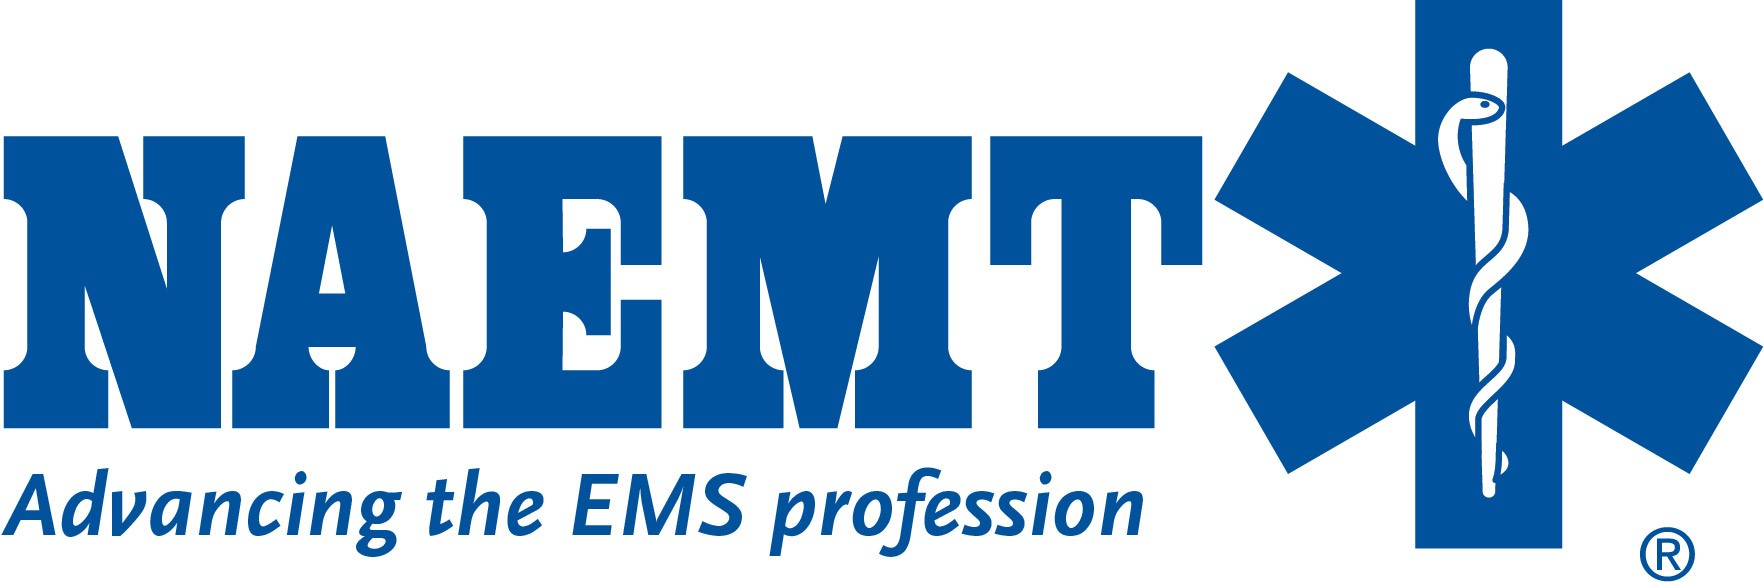 NAEMT
Advancing the EMS profession
®